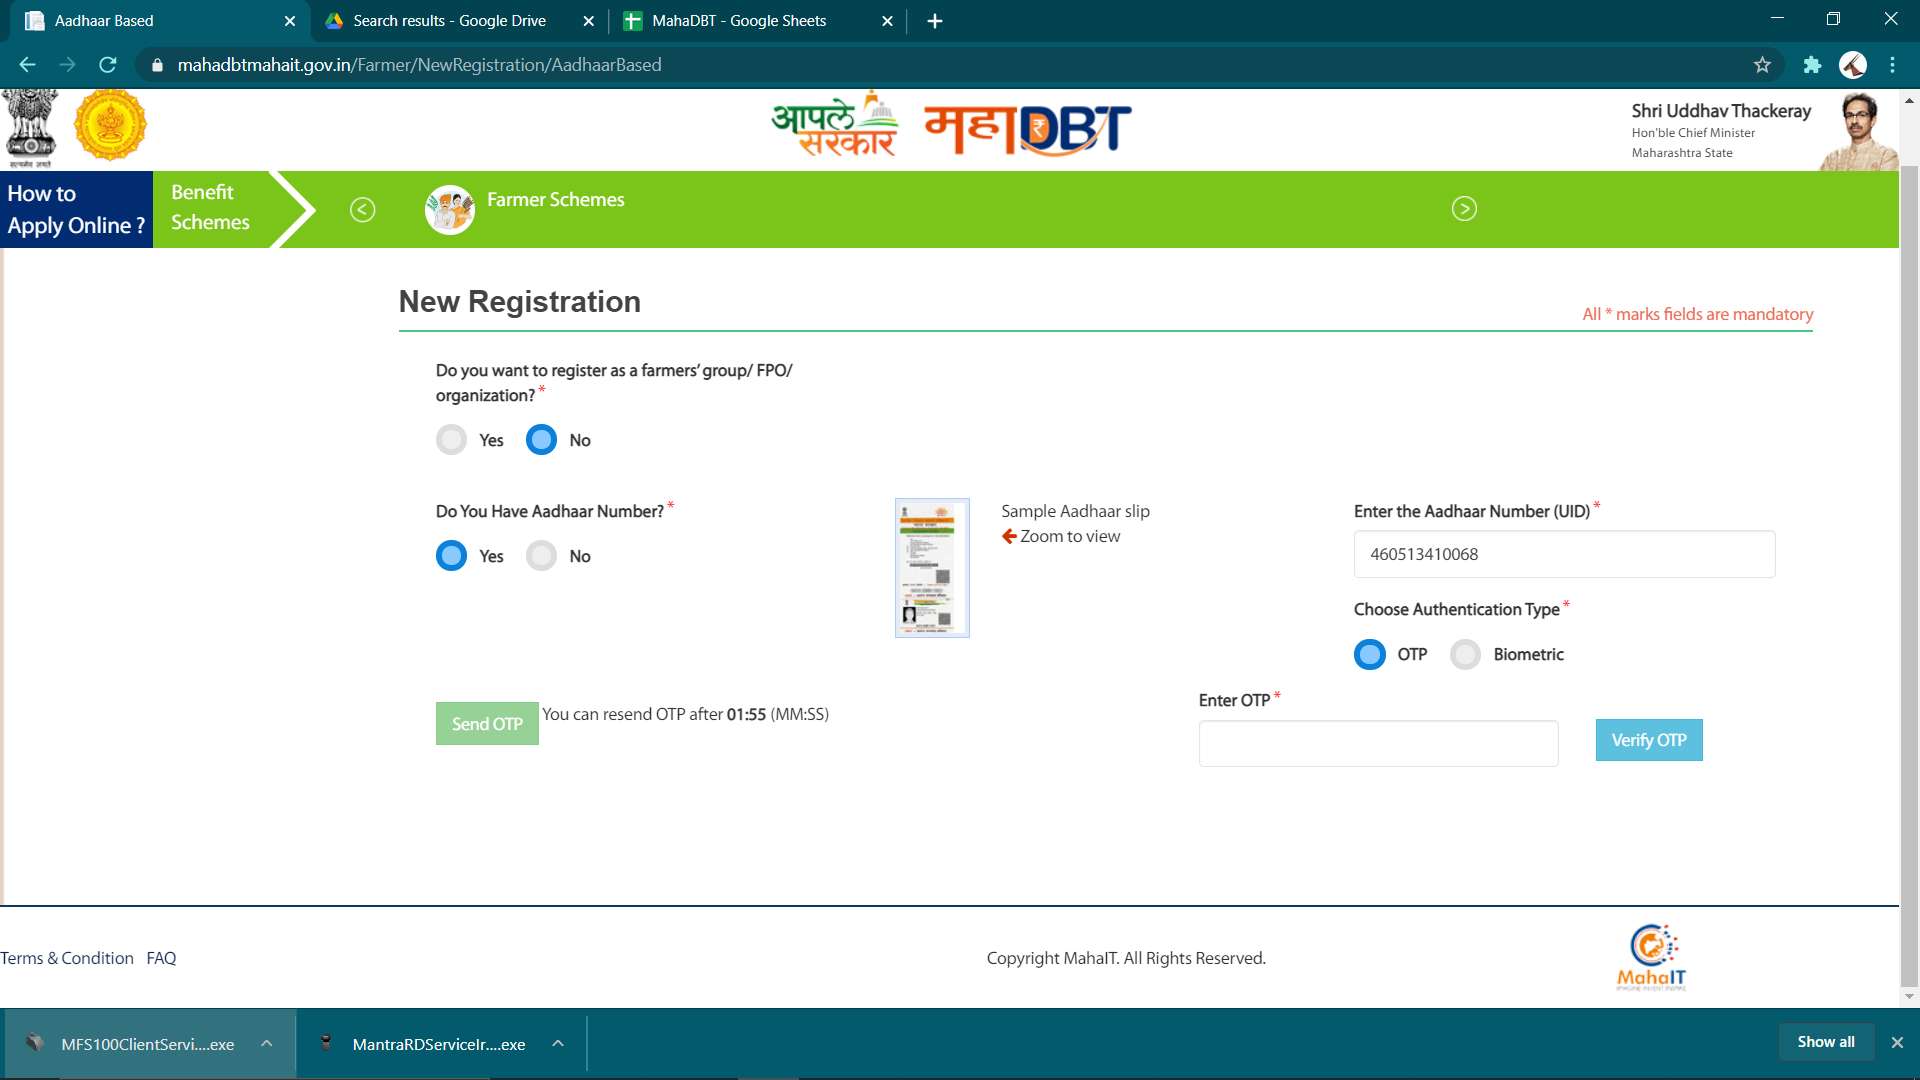 Aadhaar Based
Search results - Google Drive
MahaDBT - Google Sheets
mahadbtmahait.gov.in/Farmer/NewRegistration/AadhaarBased
सत्यमेव जयते
आपले सरकार
महाDBT
Shri Uddhav Thackeray
Hon'ble Chief Minister
Maharashtra State
How to
Apply Online ?
Benefit
Schemes
Farmer Schemes
New Registration
All * marks fields are mandatory
Do you want to register as a farmers' group/ FPO/
organization? *
Yes No
Do You Have Aadhaar Number? *
Yes No
Sample Aadhaar slip
Zoom to view
Enter the Aadhaar Number (UID) *
460513410068
Choose Authentication Type *
OTP Biometric
Send OTP You can resend OTP after 01:55 (MM:SS)
Enter OTP *
Verify OTP
Terms & Condition FAQ
Copyright MahaIT. All Rights Reserved.
MahaIT
MFS100ClientServi....exe
MantraRDServiceIr....exe
Show all